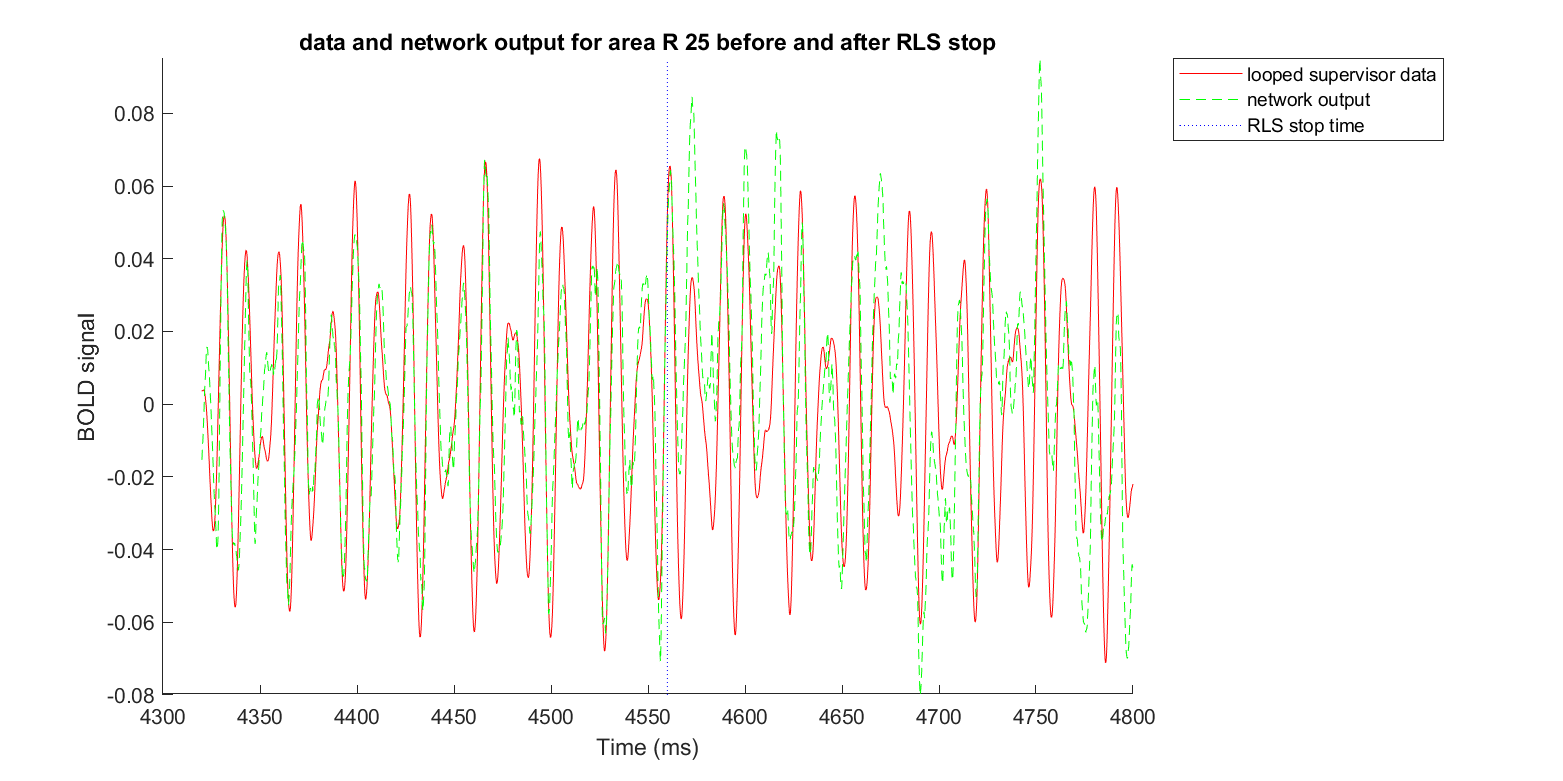 data and network output for area R 25 before and after RLS stop
looped supervisor data
network output
RLS stop time
BOLD signal
0.08
0.06
0.04
0.02
0
-0.02
-0.04
-0.06
-0.08
4300 4350 4400 4450 4500 4550 4600 4650 4700 4750 4800
Time (ms)